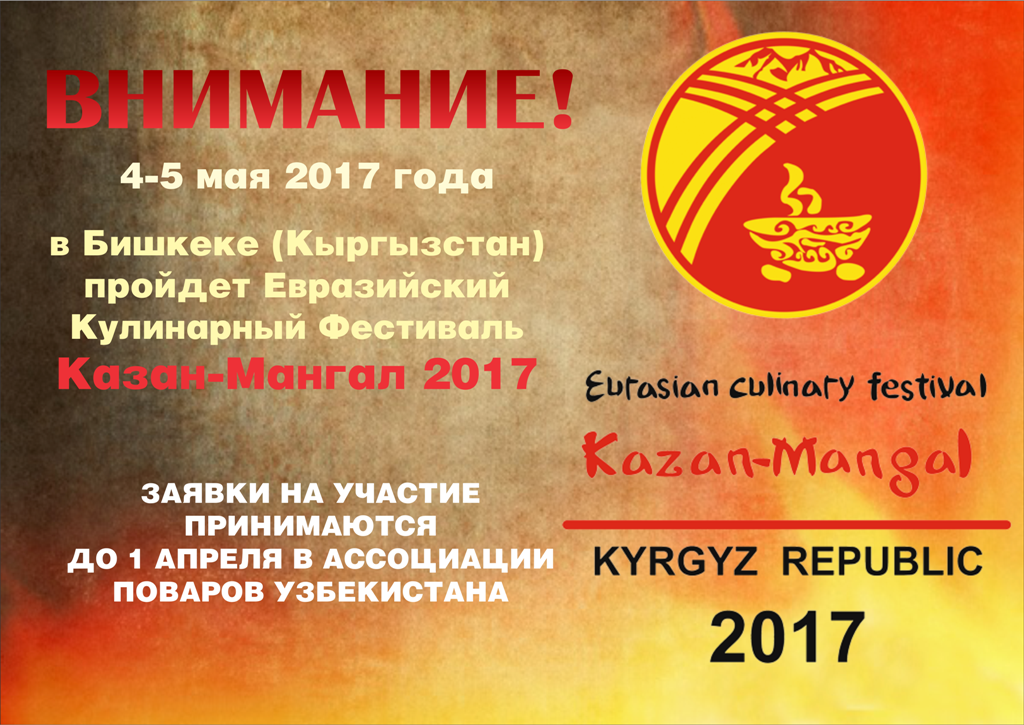 ВНИМАНИЕ!
4-5 мая 2017 года
в Бишкеке (Кыргызстан)
пройдет Евразийский
Кулинарный Фестиваль
Казан-Мангал 2017
ЗАЯВКИ НА УЧАСТИЕ
ПРИНИМАЮТСЯ
ДО 1 АПРЕЛЯ В АССОЦИАЦИИ
ПОВАРОВ УЗБЕКИСТАНА
Eurasian culinary festival
Kazan-Mangal
KYRGYZ REPUBLIC
2017